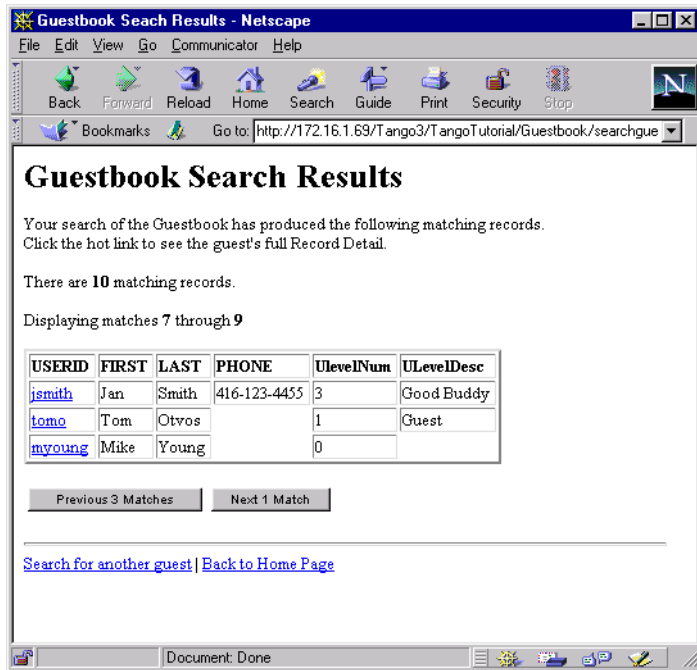 Guestbook Seach Results - Netscape
File Edit View Go Communicator Help
Back Forward Reload Home Search Guide Print Security Stop
N
Bookmarks Go to: http://172.16.1.69/Tango3/TangoTutorial/Guestbook/searchgue
Guestbook Search Results
Your search of the Guestbook has produced the following matching records.
Click the hot link to see the guest's full Record Detail.
There are 10 matching records.
Displaying matches 7 through 9
USERID FIRST LAST PHONE UlevelNum ULevelDesc
jsmith Jan Smith 416-123-4455 3 Good Buddy
tomo Tom Otvos 1 Guest
myoung Mike Young 0
Previous 3 Matches Next 1 Match
Search for another guest | Back to Home Page
Document: Done